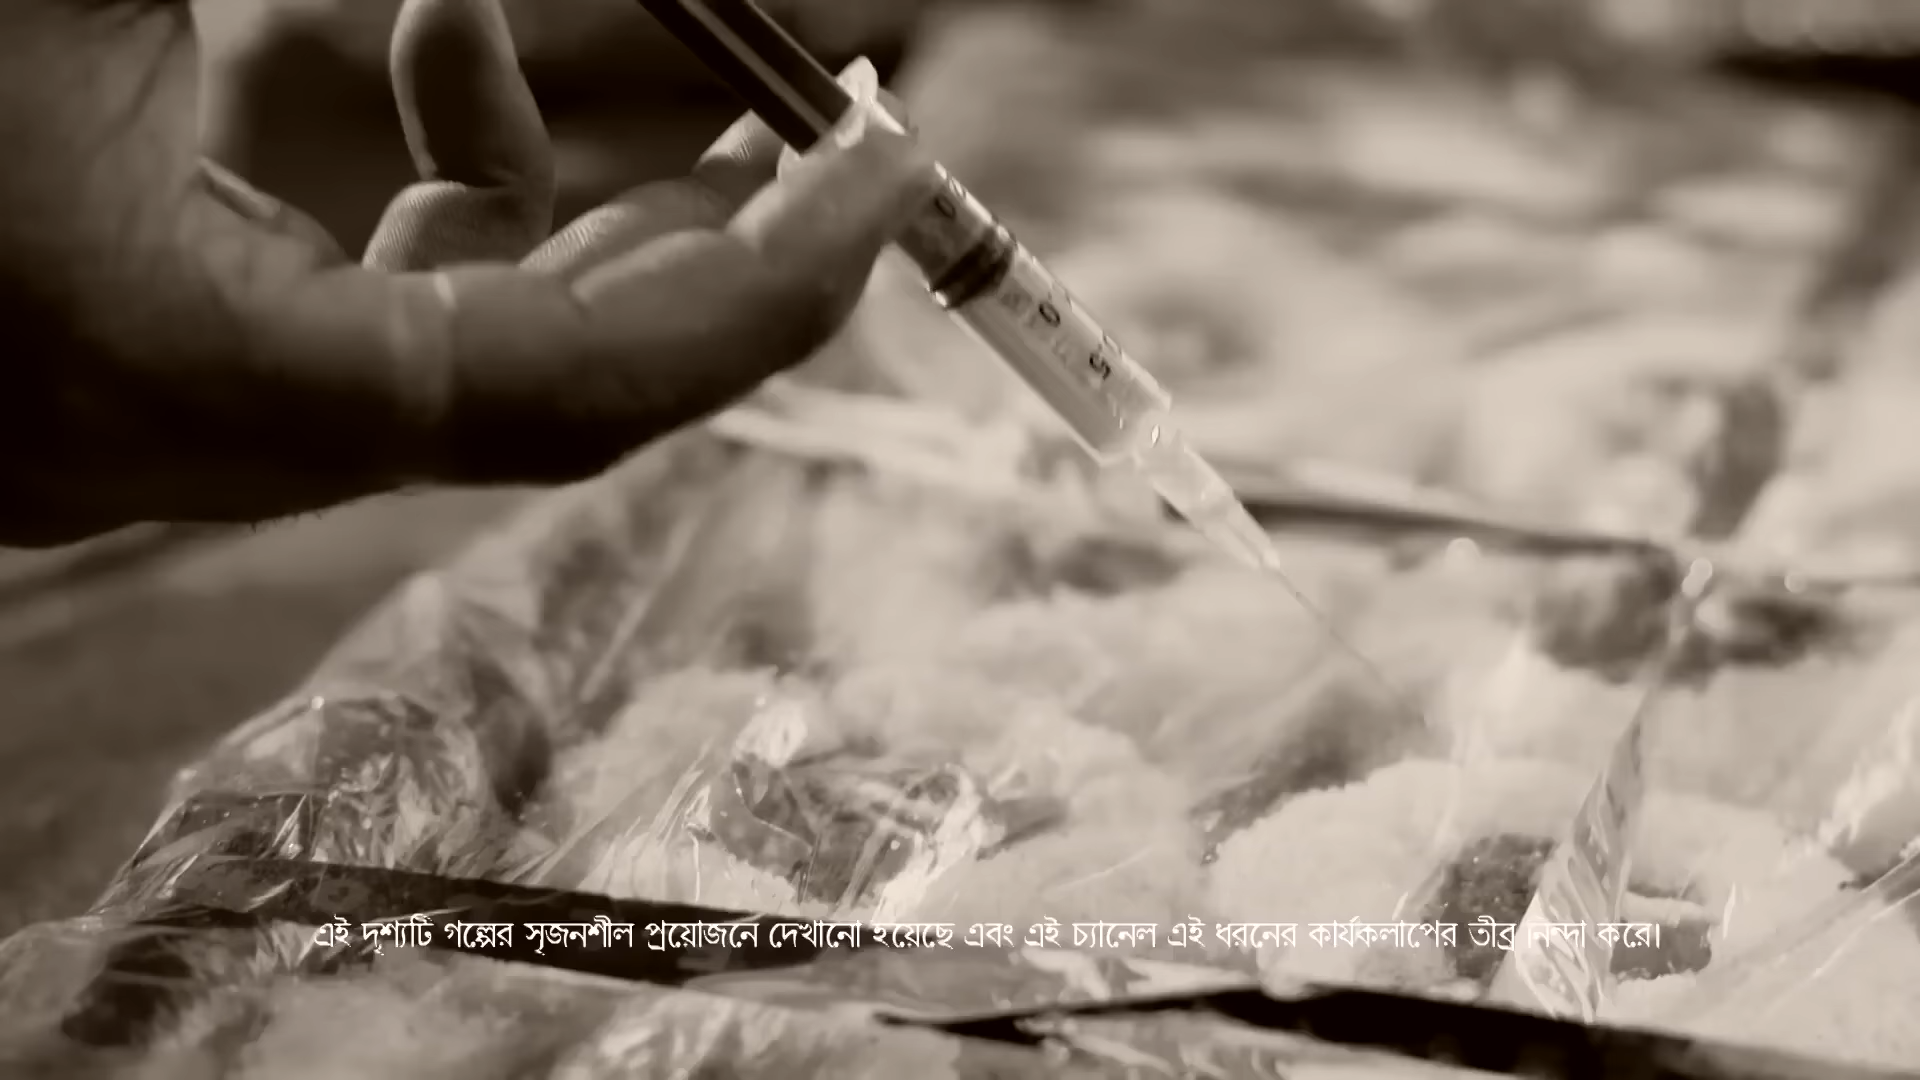 এই দৃশ্যটি গল্পের সৃজনশীল প্রয়োজনে দেখানো হয়েছে এবং এই চ্যানেল এই ধরনের কার্যকলাপের তীব্র নিন্দা করে।